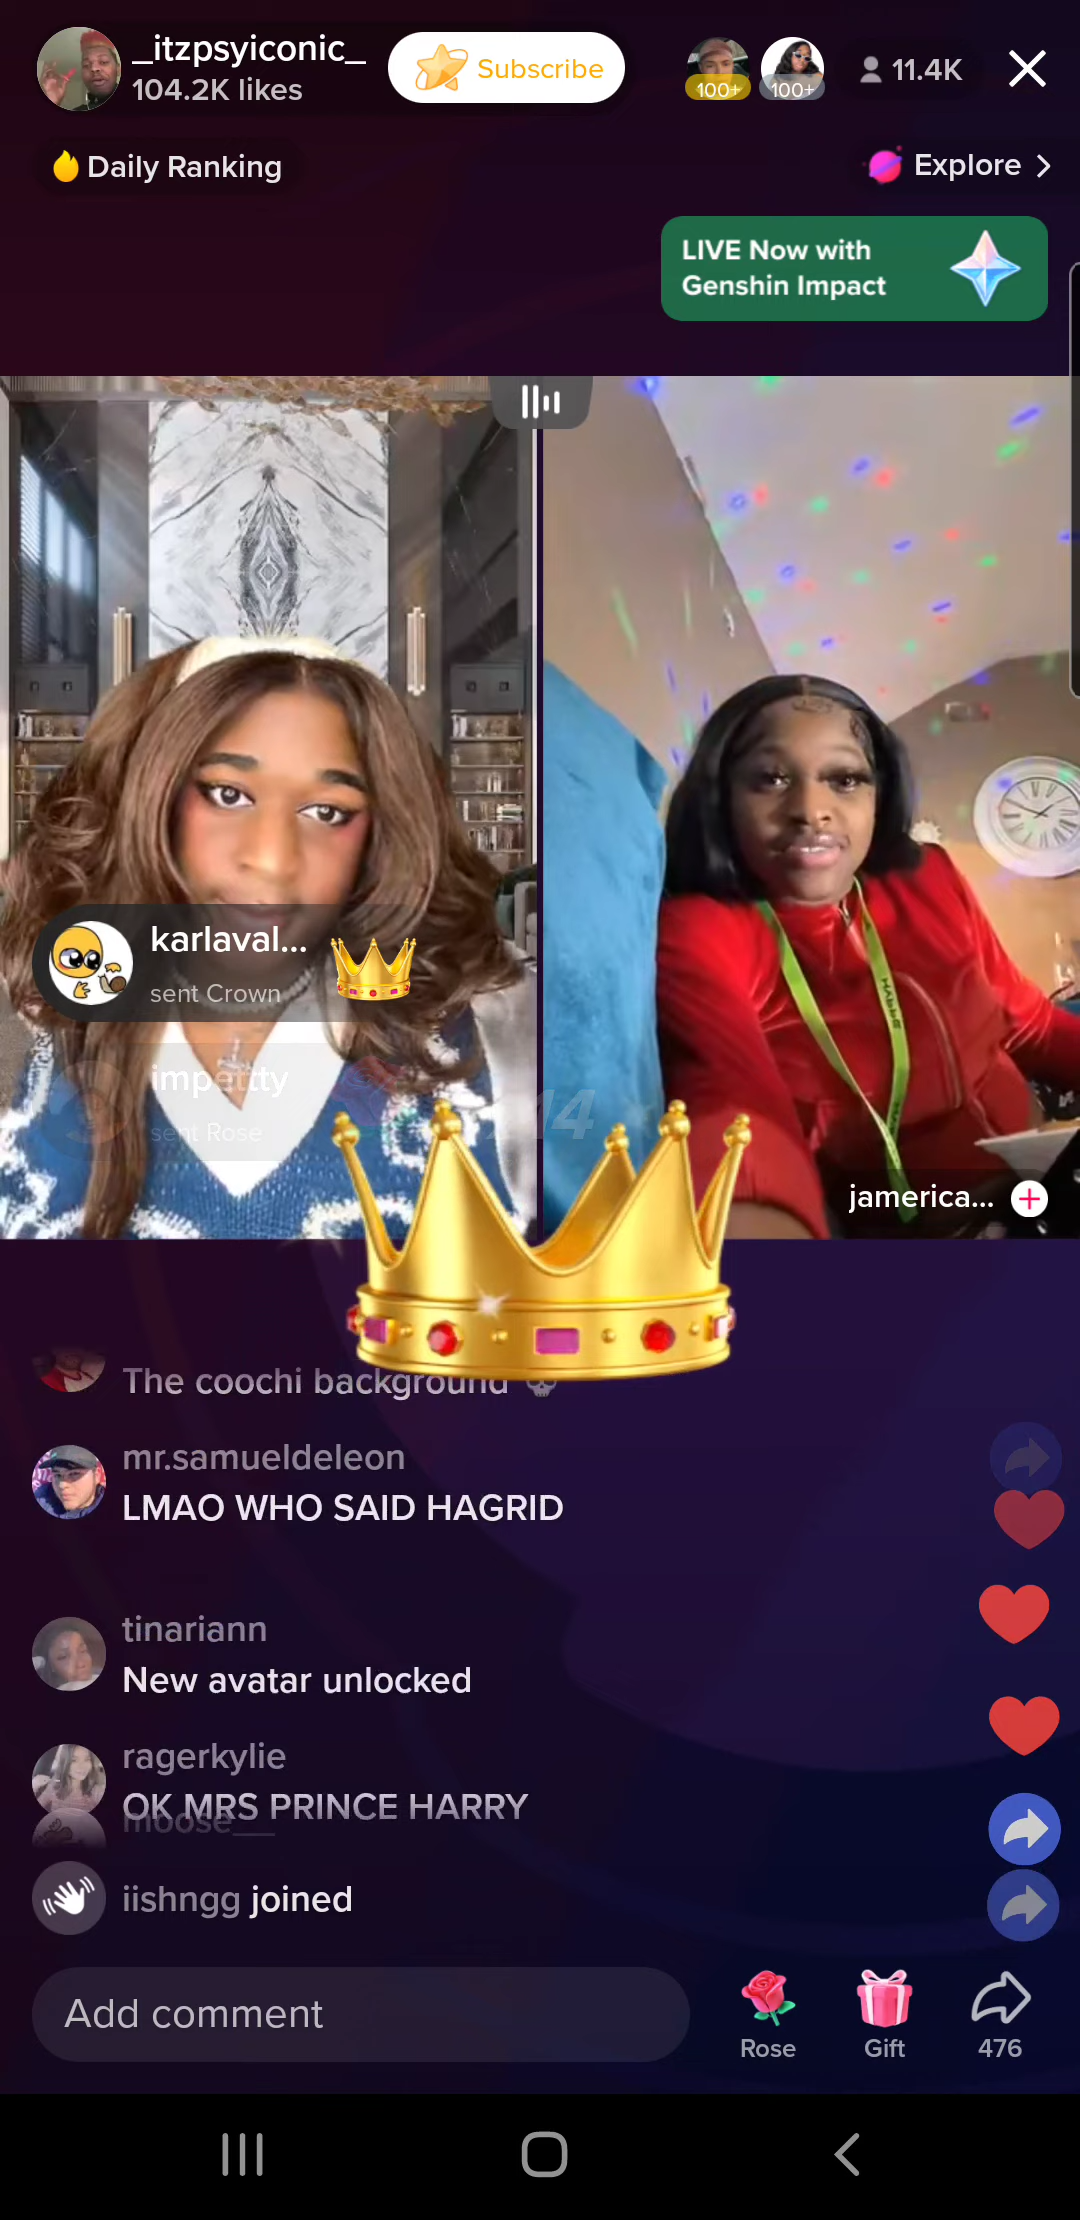 _itzpsyiconic_
104.2K likes
Subscribe
100+
100+
11.4K
Daily Ranking
Explore
LIVE Now with
Genshin Impact
karlaval...
sent Crown
sent Rose
14
jamerica...
The coochi background 💀
mr.samueldeleon
LMAO WHO SAID HAGRID
tinariann
New avatar unlocked
ragerkylie
OK MRS PRINCE HARRY
moose__
iishngg joined
Add comment
Rose
Gift
476